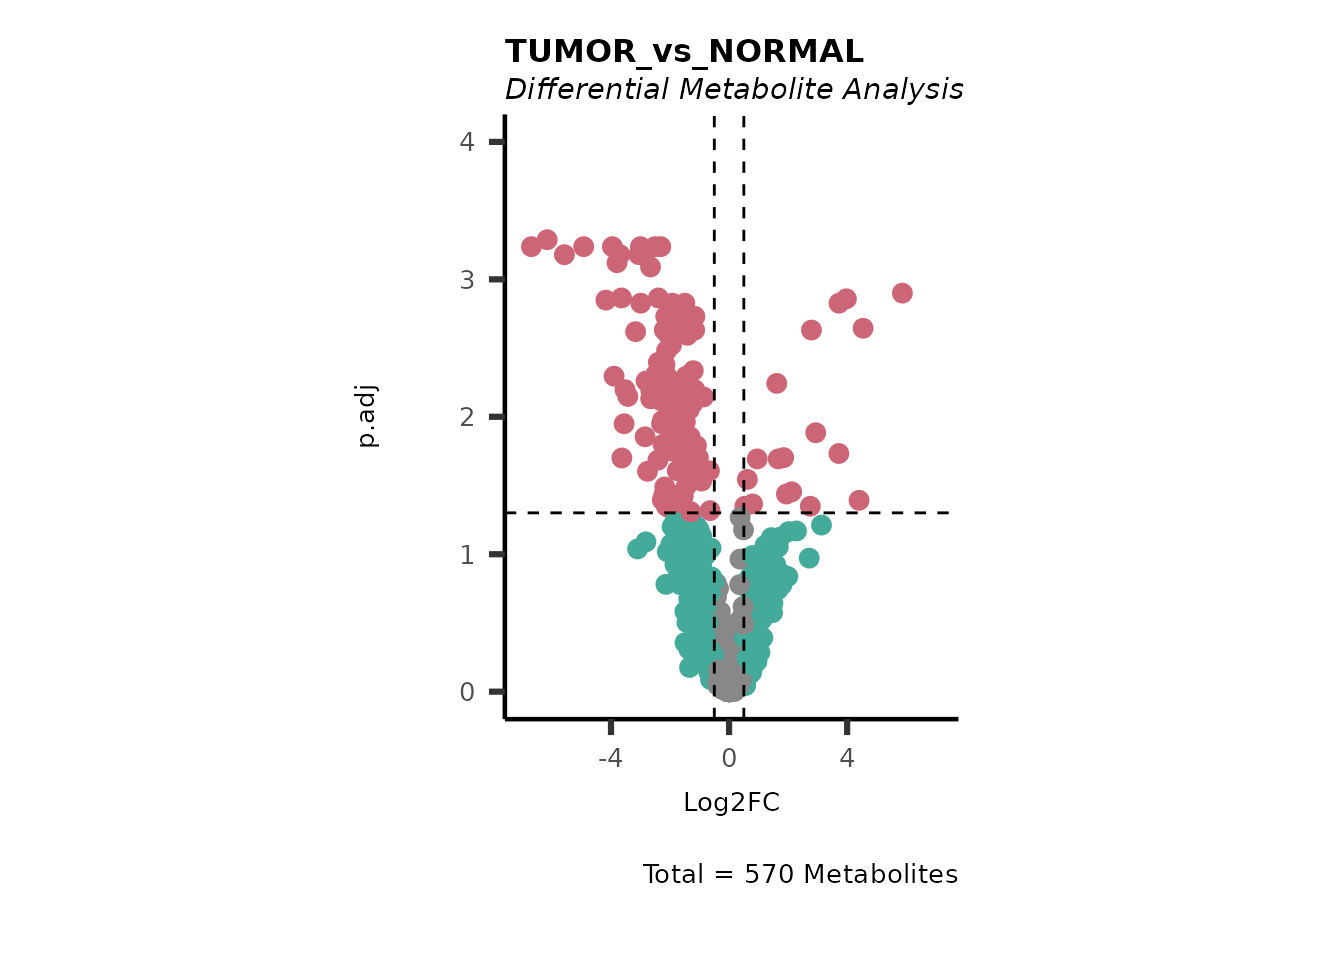 TUMOR_vs_NORMAL
Differential Metabolite Analysis
4
3
2
1
0
p.adj
-4 0 4
Log2FC
Total = 570 Metabolites